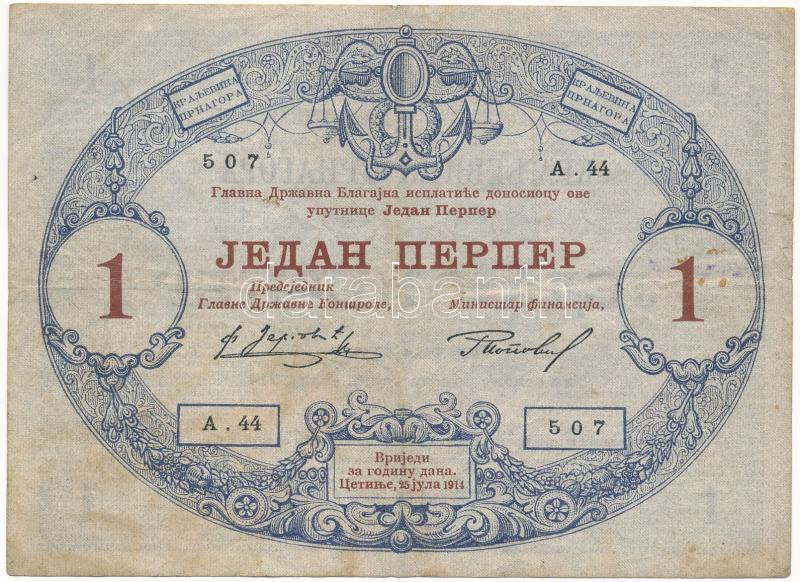 КРАЉЕВИНА
ЦРНАГОРА
КРАЉЕВИНА
ЦРНАГОРА
507
А. 44
Главна Државна Благајна исплатиће доносиоцу ове
упутнице Један Перпер
ЈЕДАН ПЕРПЕР
1
1
Предсједник
Главне Државне Контроле,
Министар финансија,
А. 44
507
Вриједи
за годину дана.
Цетиње, 25 јула 1914
darabanth